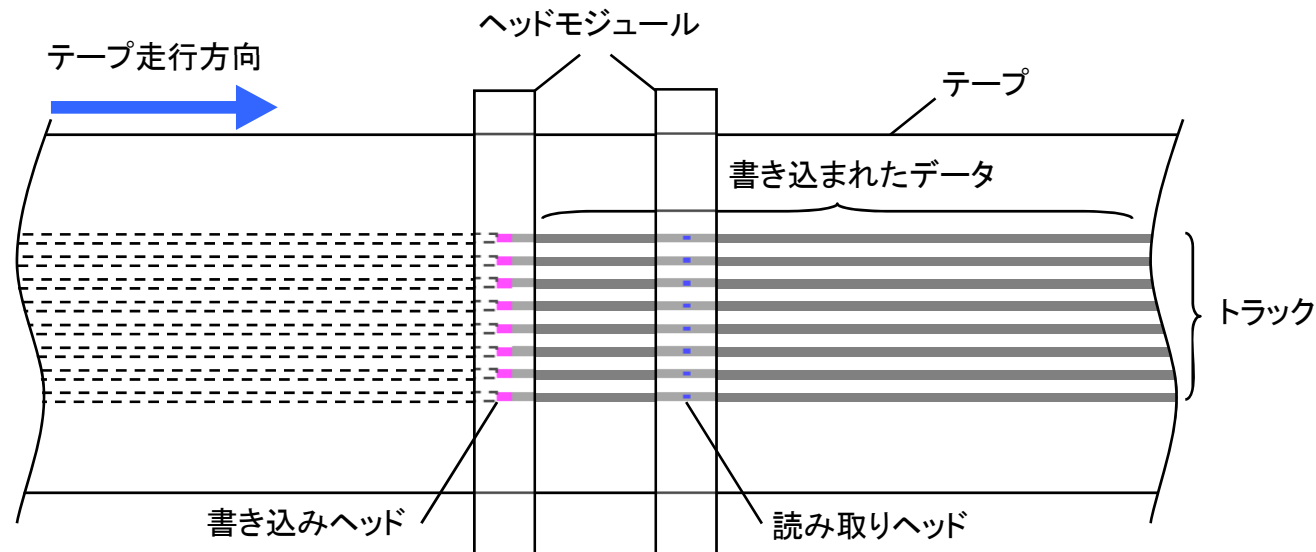 ヘッドモジュール
テープ走行方向
テープ
書き込まれたデータ
トラック
書き込みヘッド
読み取りヘッド